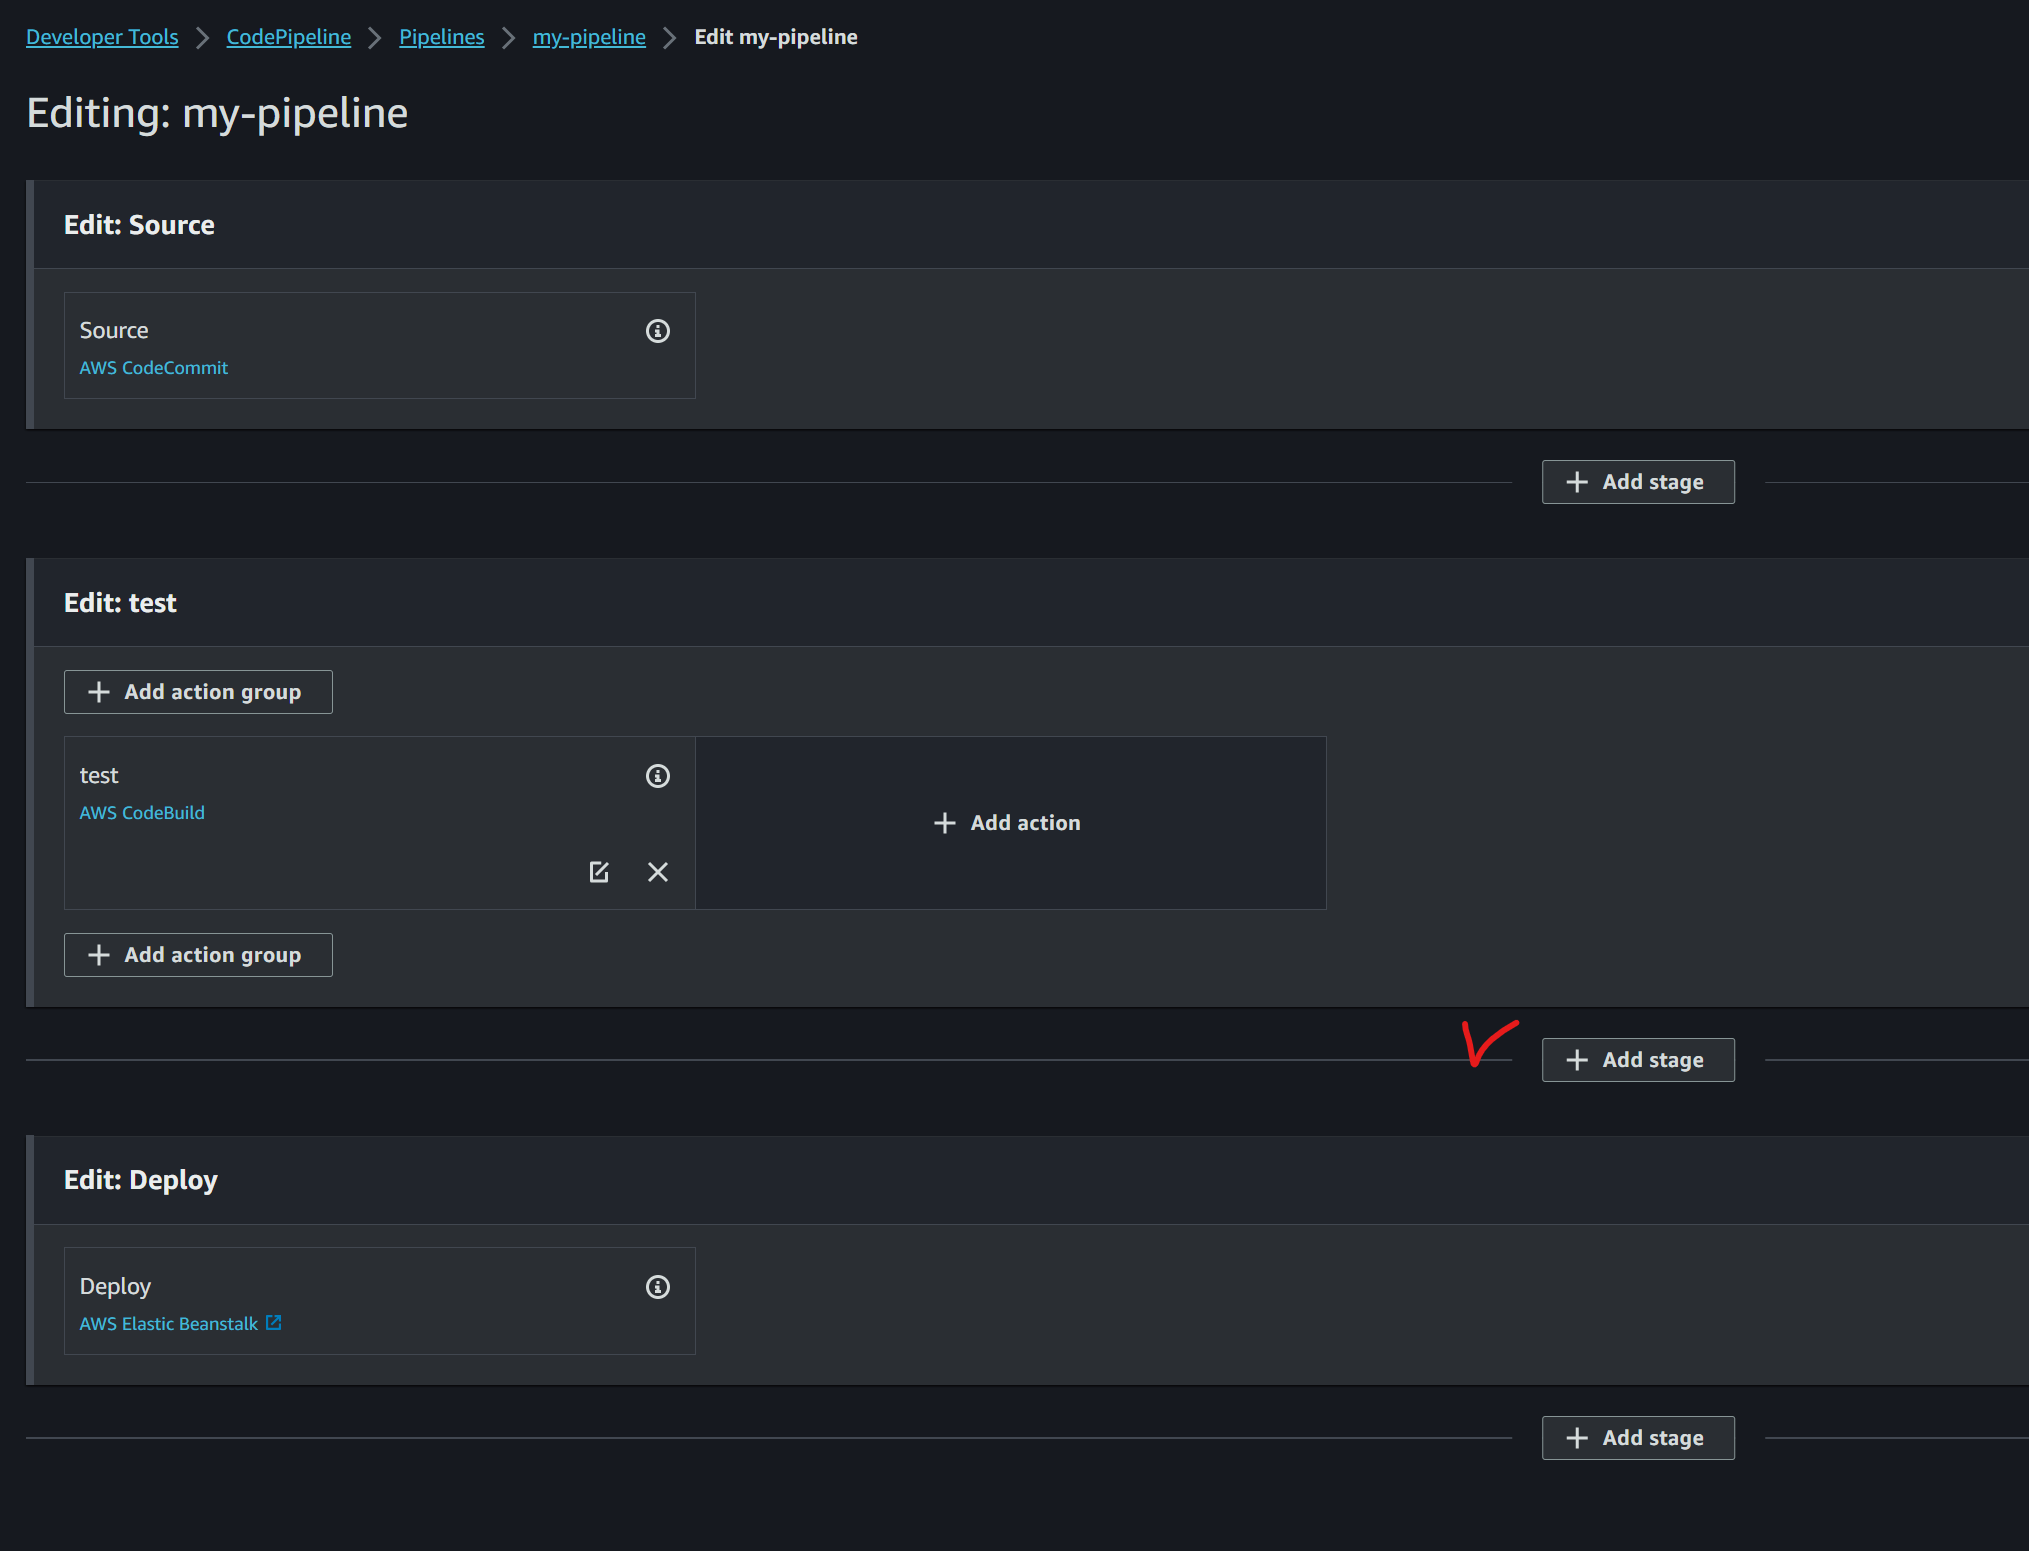 Developer Tools > CodePipeline > Pipelines > my-pipeline > Edit my-pipeline
Editing: my-pipeline
Edit: Source
Source
AWS CodeCommit
+ Add stage
Edit: test
+ Add action group
test
AWS CodeBuild
+ Add action
+ Add action group
+ Add stage
Edit: Deploy
Deploy
AWS Elastic Beanstalk
+ Add stage